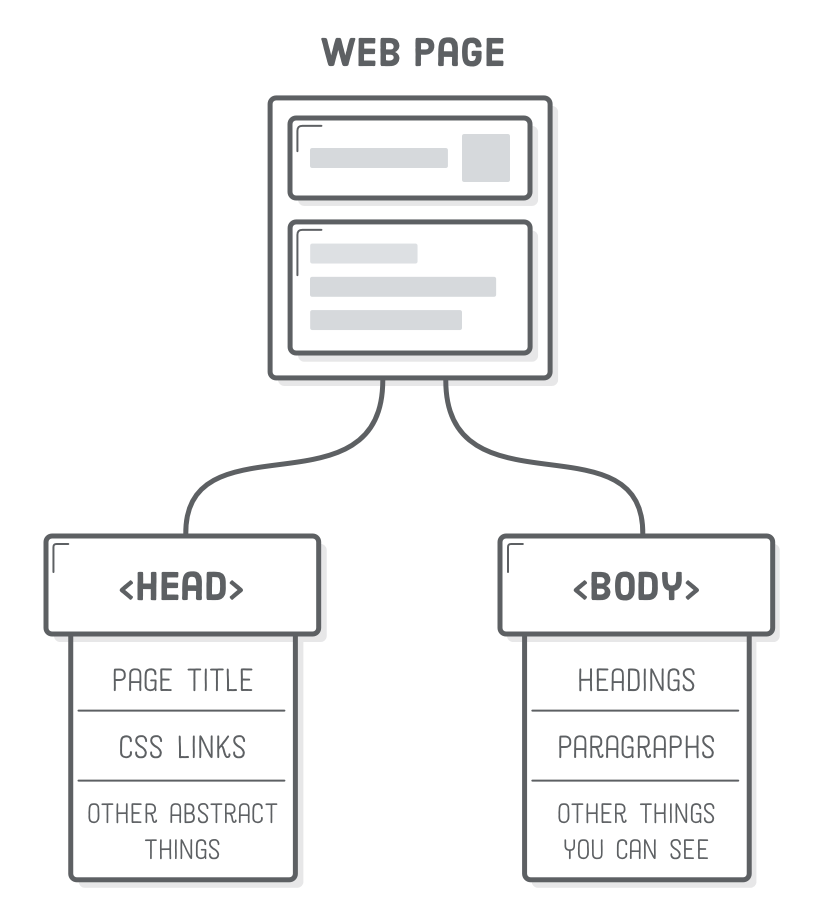 WEB PAGE
<HEAD>
PAGE TITLE
CSS LINKS
OTHER ABSTRACT
THINGS
<BODY>
HEADINGS
PARAGRAPHS
OTHER THINGS
YOU CAN SEE